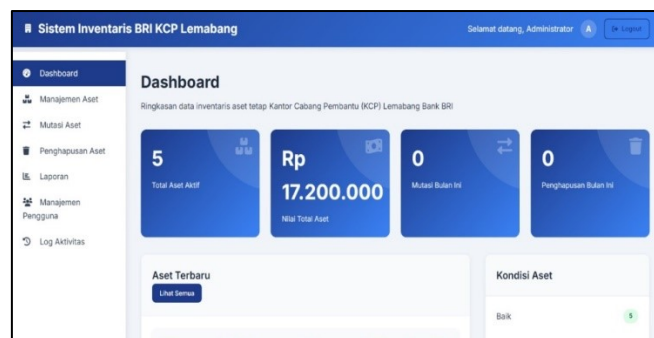 Sistem Inventaris BRI KCP Lemabang
Selamat datang, Administrator A Logout
Dashboard
Manajemen Aset
Mutasi Aset
Penghapusan Aset
Laporan
Manajemen
Pengguna
Log Aktivitas
Dashboard
Ringkasan data inventaris aset tetap Kantor Cabang Pembantu (KCP) Lemabang Bank BRI
5
Total Aset Aktif
Rp
17.200.000
Nilai Total Aset
0
Mutasi Bulan Ini
0
Penghapusan Bulan Ini
Aset Terbaru
Lihat Semua
Kondisi Aset
Baik 5